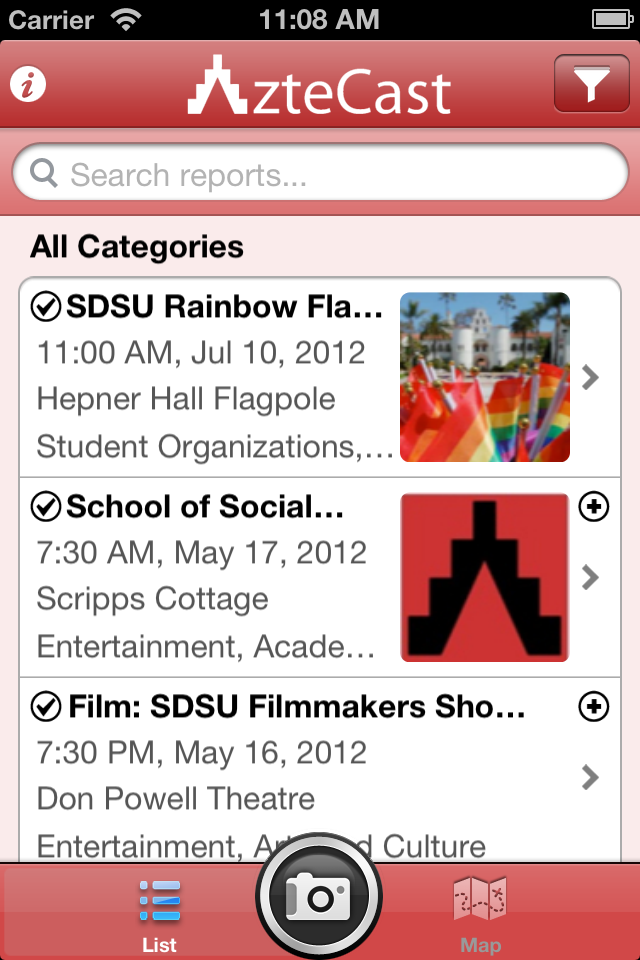 Carrier 11:08 AM
AzteCast
Search reports...
All Categories
SDSU Rainbow Fla...
11:00 AM, Jul 10, 2012
Hepner Hall Flagpole
Student Organizations,...
School of Social...
7:30 AM, May 17, 2012
Scripps Cottage
Entertainment, Acade...
Film: SDSU Filmmakers Sho...
7:30 PM, May 16, 2012
Don Powell Theatre
Entertainment, Arts and Culture
List
Map